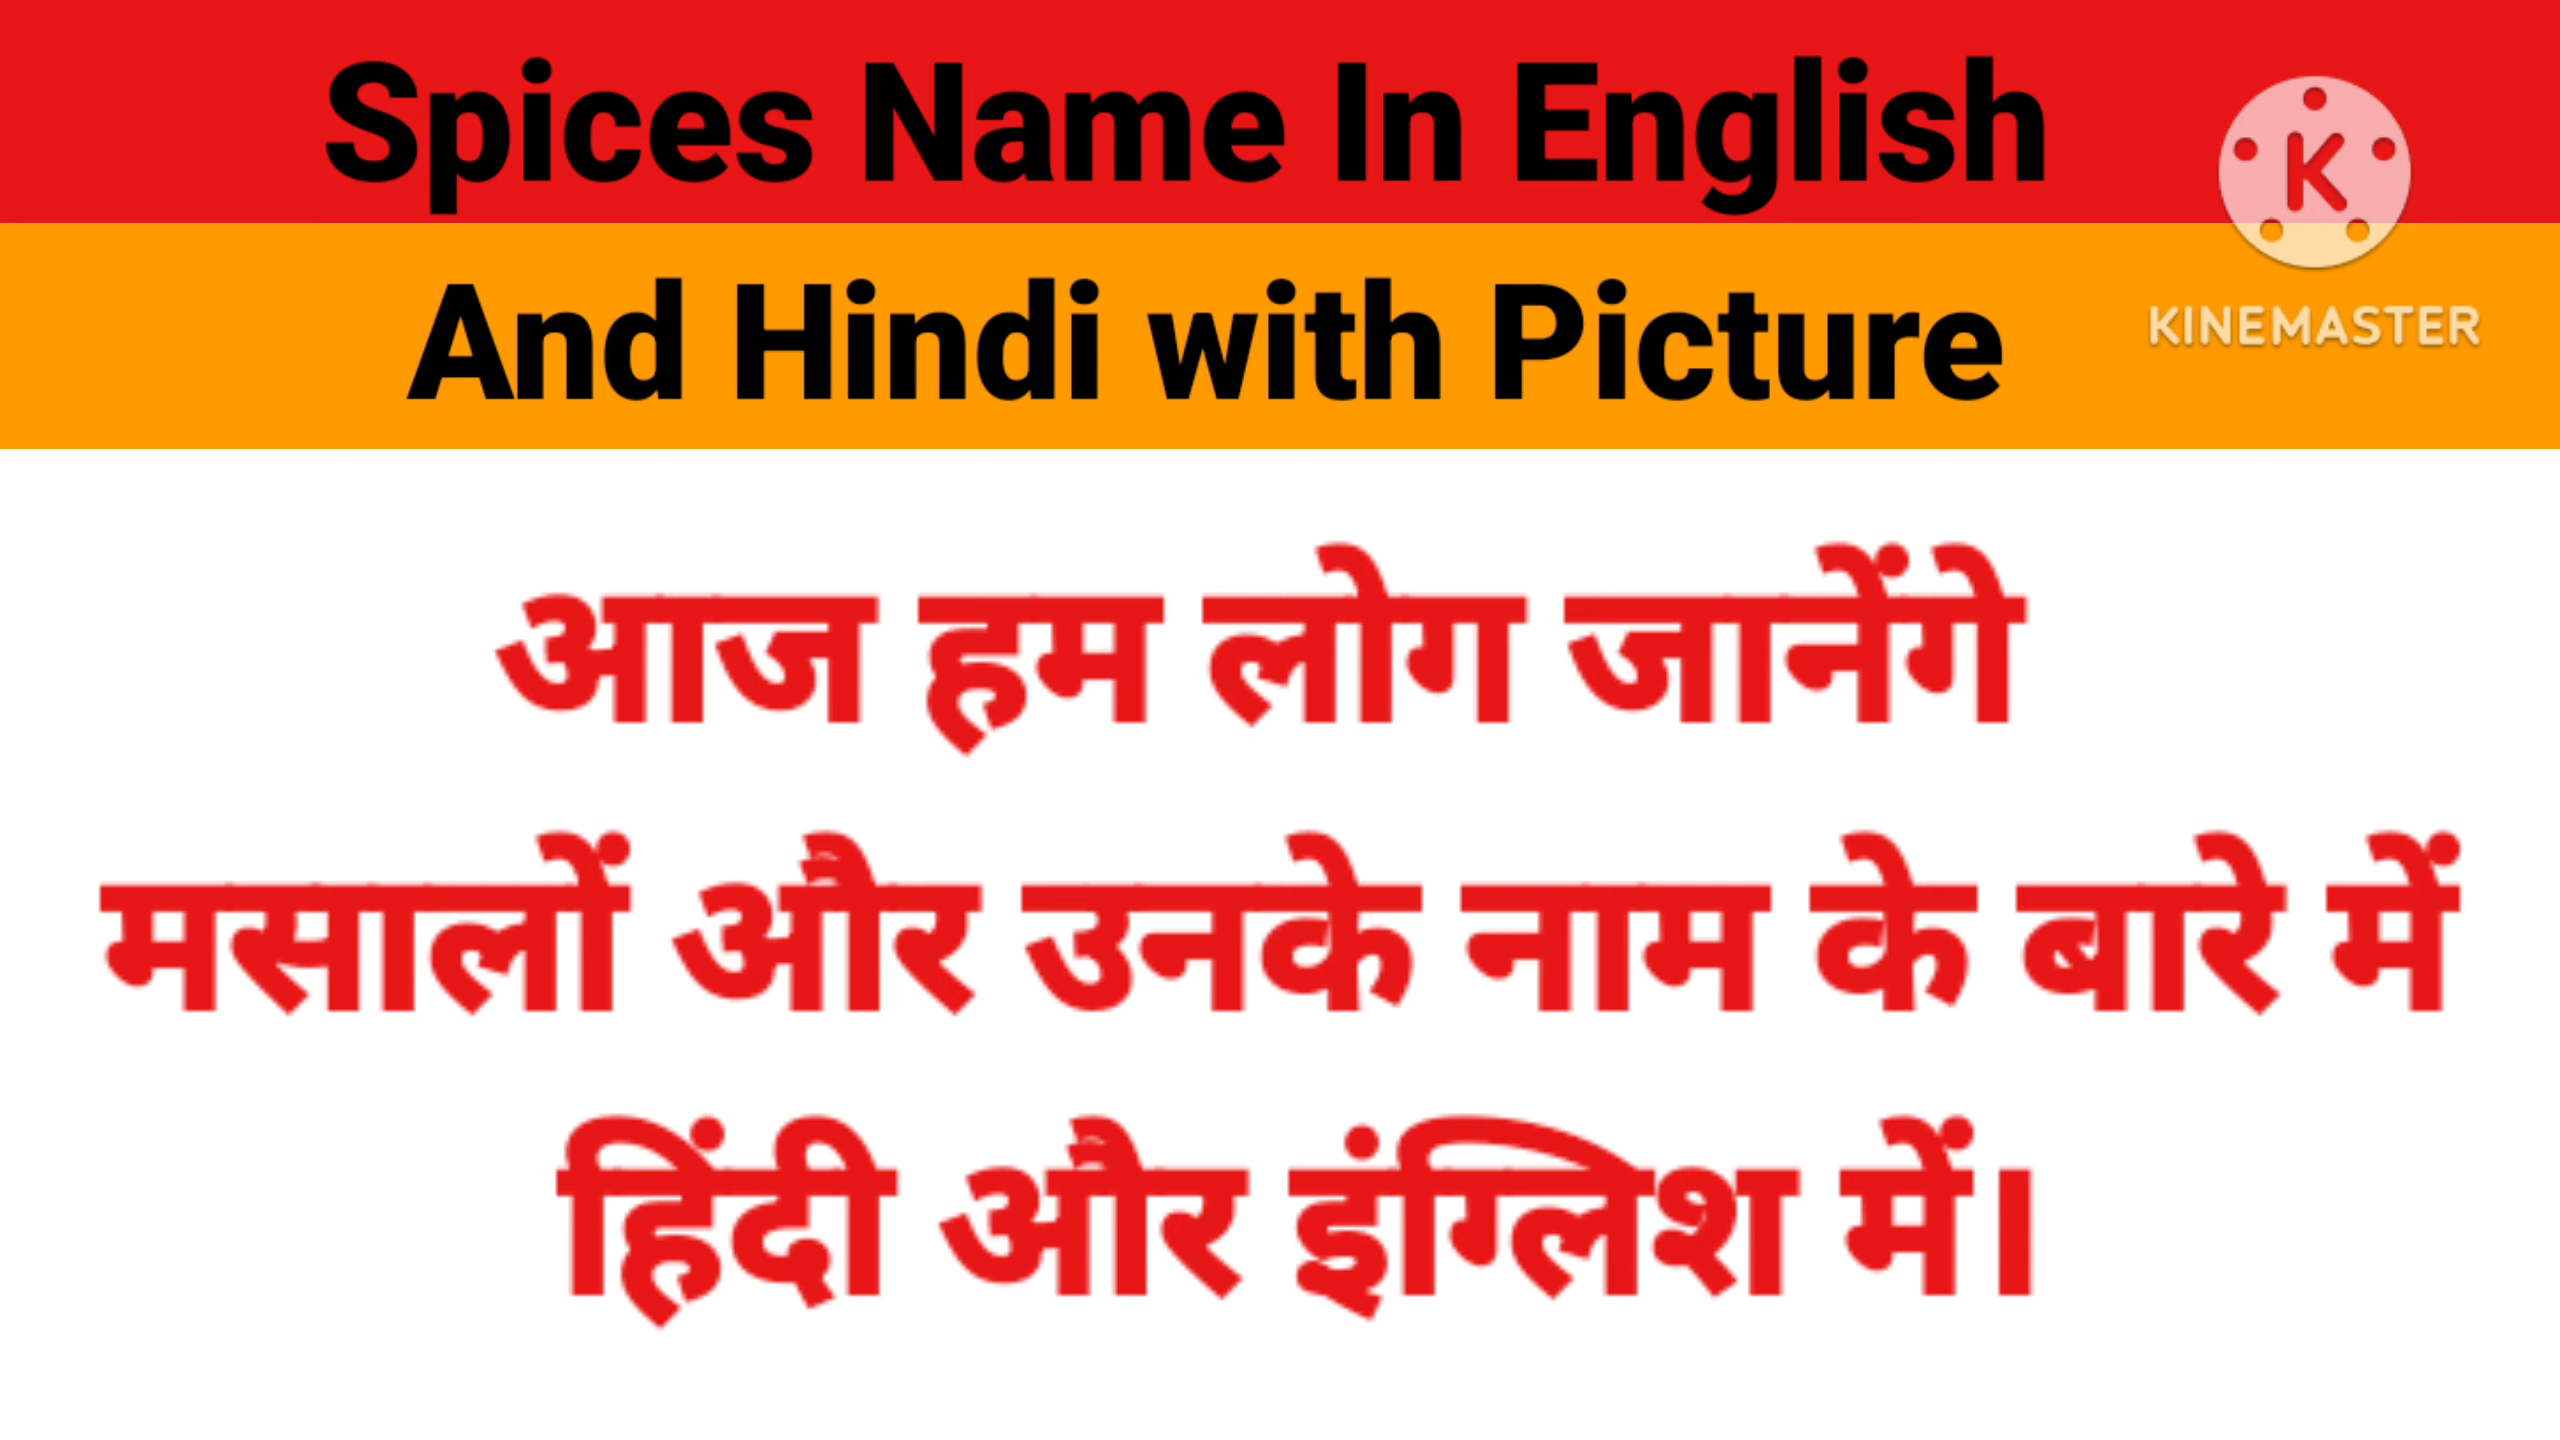 Spices Name In English
And Hindi with Picture
K
KINEMASTER
आज हम लोग जानेंगे
मसालों और उनके नाम के बारे में
हिंदी और इंग्लिश में।